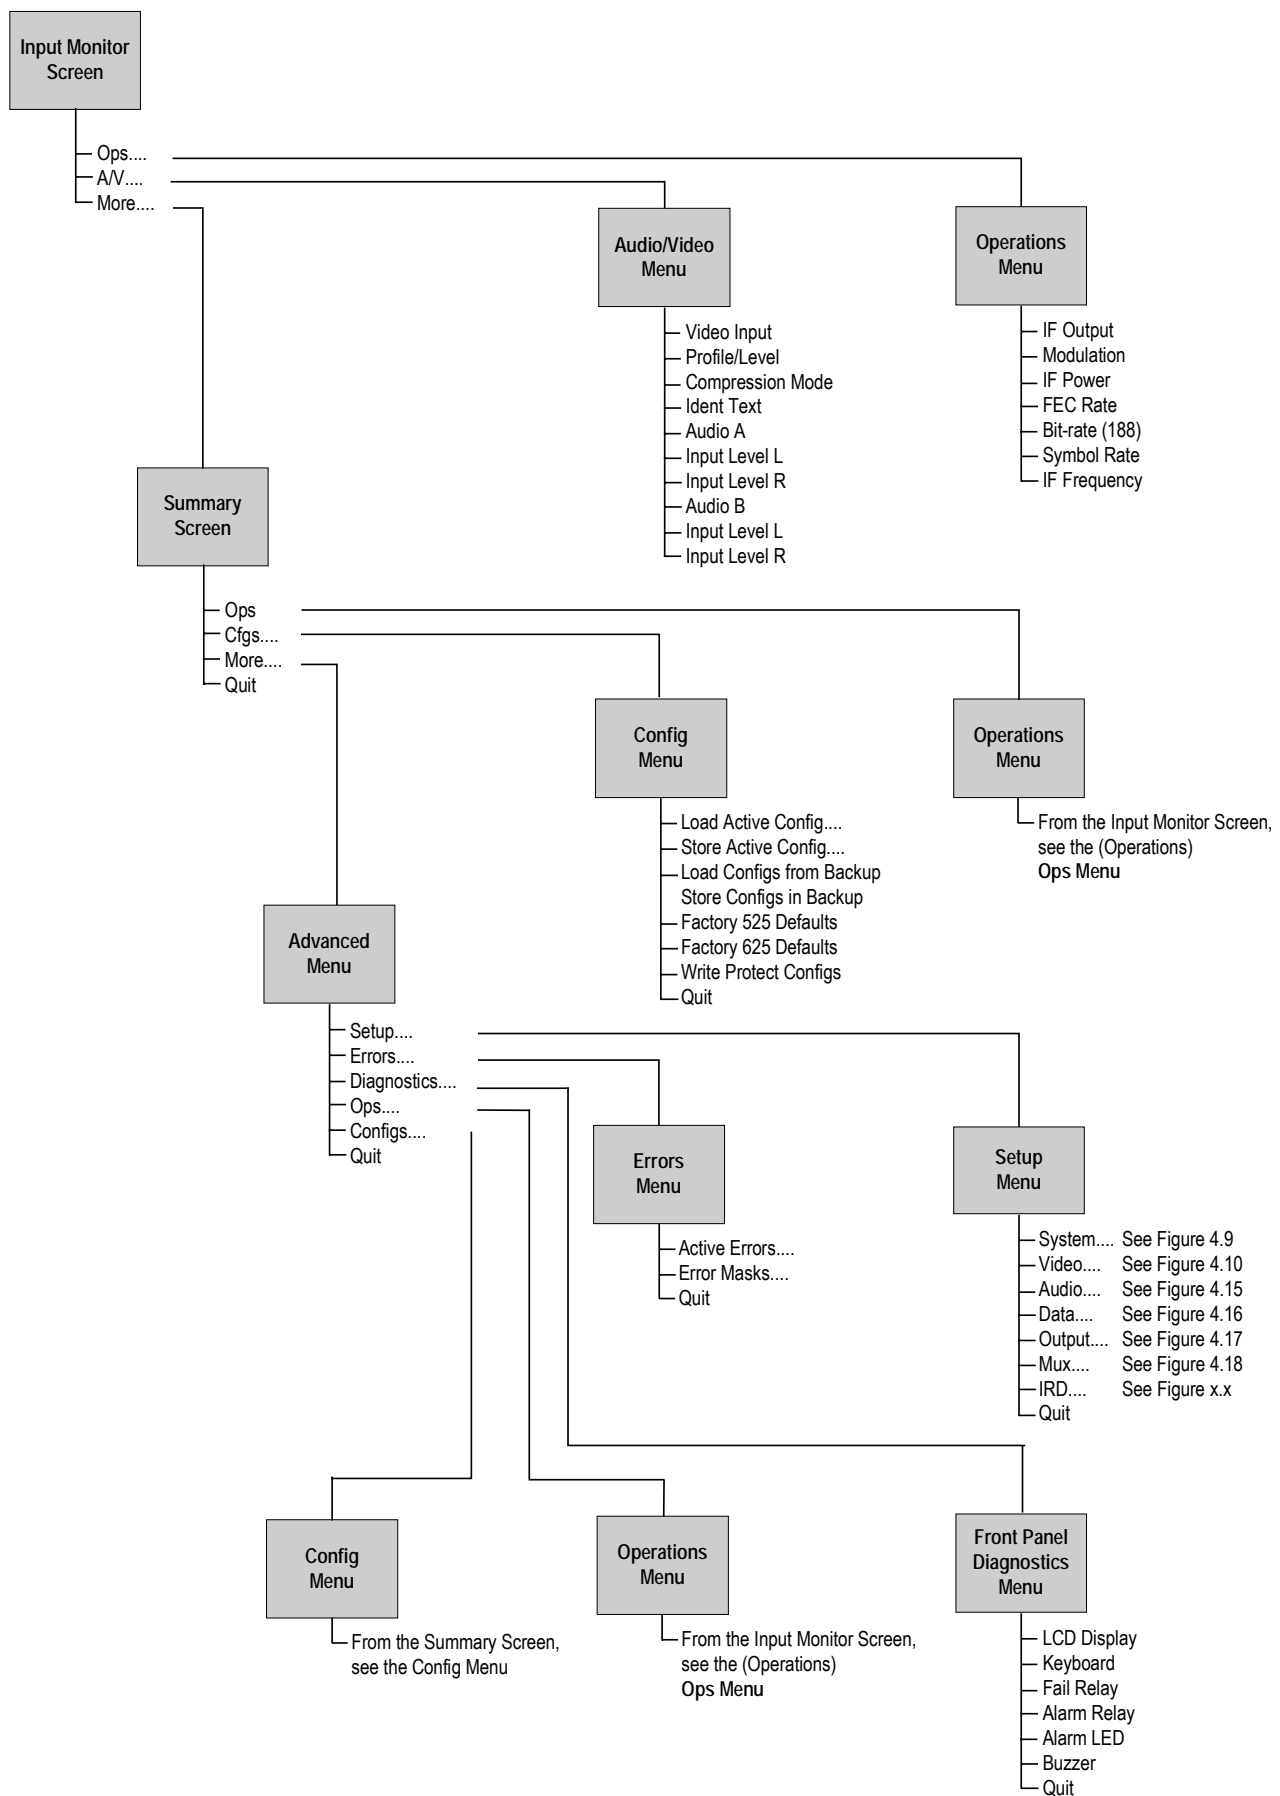 Input Monitor
Screen
Ops....
A/V....
More....
Audio/Video
Menu
Video Input
Profile/Level
Compression Mode
Ident Text
Audio A
Input Level L
Input Level R
Audio B
Input Level L
Input Level R
Operations
Menu
IF Output
Modulation
IF Power
FEC Rate
Bit-rate (188)
Symbol Rate
IF Frequency
Summary
Screen
Ops
Cfgs....
More....
Quit
Config
Menu
Load Active Config....
Store Active Config....
Load Configs from Backup
Store Configs in Backup
Factory 525 Defaults
Factory 625 Defaults
Write Protect Configs
Quit
Operations
Menu
From the Input Monitor Screen,
see the (Operations)
Ops Menu
Advanced
Menu
Setup....
Errors....
Diagnostics....
Ops....
Configs....
Quit
Errors
Menu
Active Errors....
Error Masks....
Quit
Setup
Menu
System.... See Figure 4.9
Video.... See Figure 4.10
Audio.... See Figure 4.15
Data.... See Figure 4.16
Output.... See Figure 4.17
Mux.... See Figure 4.18
IRD.... See Figure x.x
Quit
Config
Menu
From the Summary Screen,
see the Config Menu
Operations
Menu
From the Input Monitor Screen,
see the (Operations)
Ops Menu
Front Panel
Diagnostics
Menu
LCD Display
Keyboard
Fail Relay
Alarm Relay
Alarm LED
Buzzer
Quit